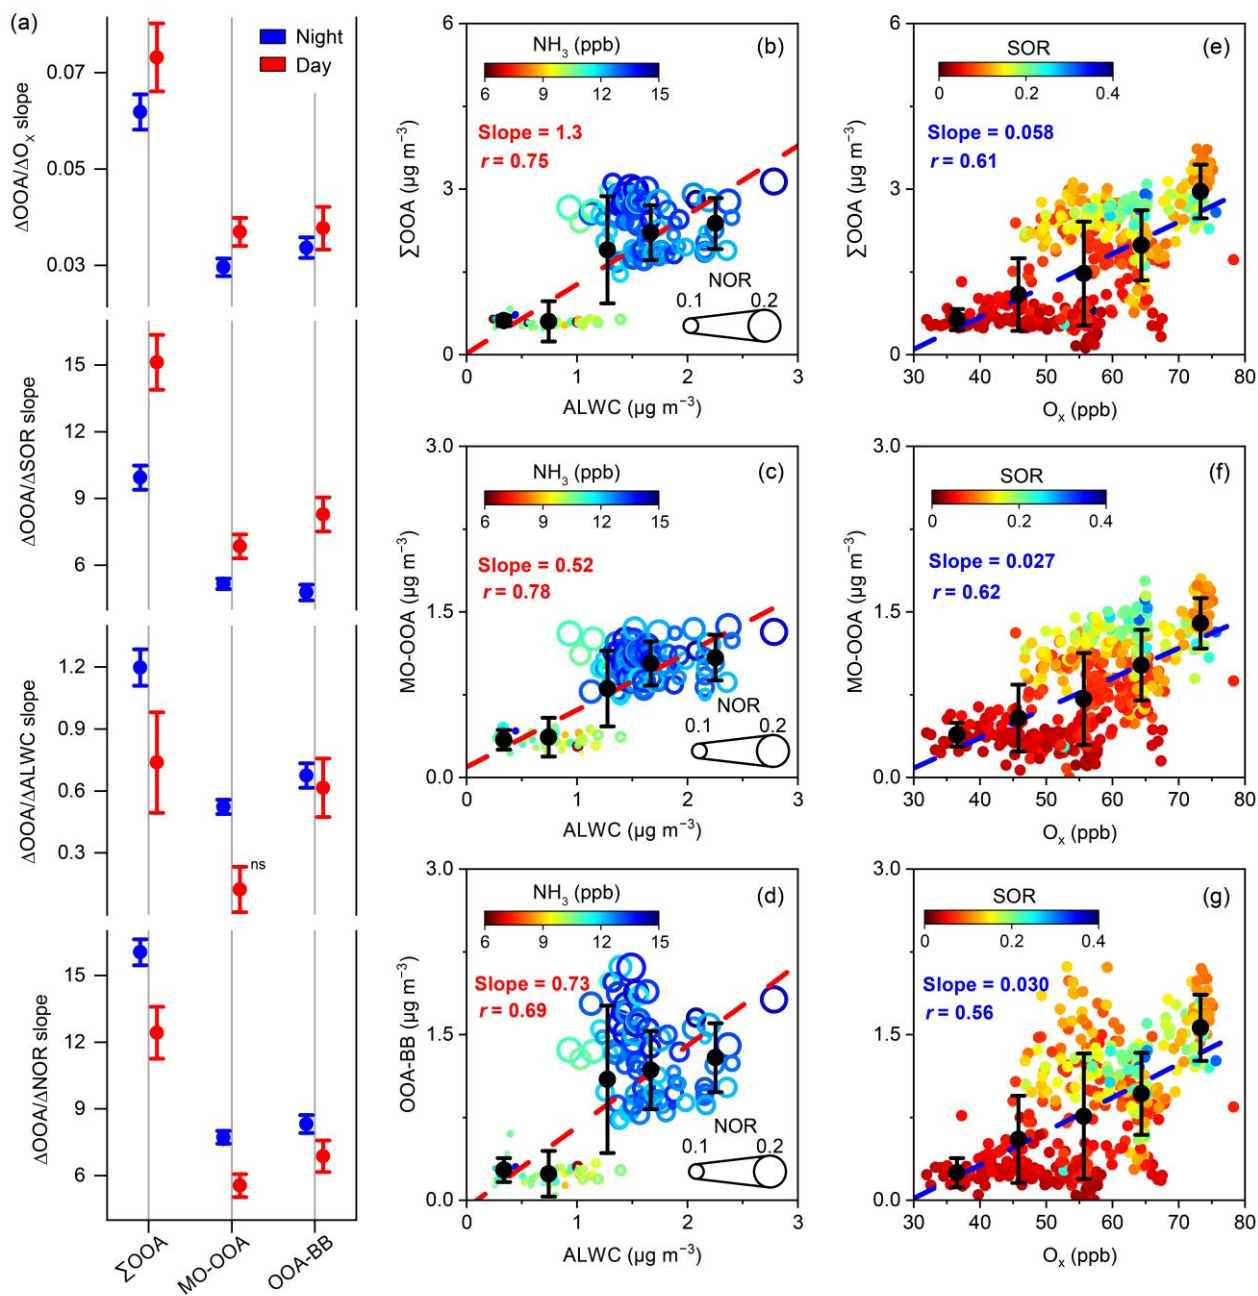 (a)
Night
Day
ΔOOA/ΔOₓ slope
0.07
0.05
0.03
ΔOOA/ΔSOR slope
15
12
9
6
ΔOOA/ΔALWC slope
1.2
0.9
0.6
0.3
ns
ΔOOA/ΔNOR slope
15
12
9
6
∑OOA
MO-OOA
OOA-BB
(b)
NH₃ (ppb)
6 9 12 15
Slope = 1.3
r = 0.75
∑OOA (µg m⁻³)
6
3
0
NOR
0.1 0.2
0 1 2 3
ALWC (µg m⁻³)
(e)
SOR
0 0.2 0.4
Slope = 0.058
r = 0.61
∑OOA (µg m⁻³)
6
3
0
30 40 50 60 70 80
Oₓ (ppb)
(c)
NH₃ (ppb)
6 9 12 15
Slope = 0.52
r = 0.78
MO-OOA (µg m⁻³)
3.0
1.5
0.0
NOR
0.1 0.2
0 1 2 3
ALWC (µg m⁻³)
(f)
SOR
0 0.2 0.4
Slope = 0.027
r = 0.62
MO-OOA (µg m⁻³)
3.0
1.5
0.0
30 40 50 60 70 80
Oₓ (ppb)
(d)
NH₃ (ppb)
6 9 12 15
Slope = 0.73
r = 0.69
OOA-BB (µg m⁻³)
3.0
1.5
0.0
NOR
0.1 0.2
0 1 2 3
ALWC (µg m⁻³)
(g)
SOR
0 0.2 0.4
Slope = 0.030
r = 0.56
OOA-BB (µg m⁻³)
3.0
1.5
0.0
30 40 50 60 70 80
Oₓ (ppb)